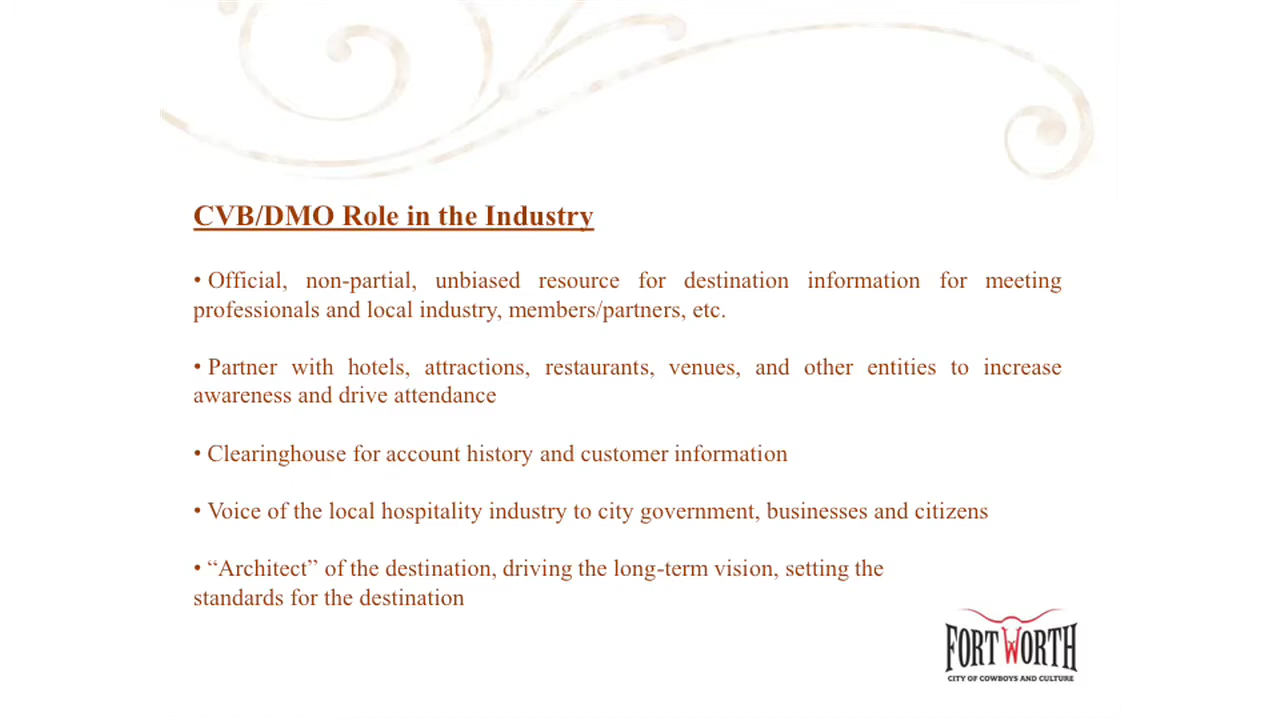 CVB/DMO Role in the Industry
• Official, non-partial, unbiased resource for destination information for meeting
professionals and local industry, members/partners, etc.
• Partner with hotels, attractions, restaurants, venues, and other entities to increase
awareness and drive attendance
• Clearinghouse for account history and customer information
• Voice of the local hospitality industry to city government, businesses and citizens
• “Architect” of the destination, driving the long-term vision, setting the
standards for the destination
FORT WORTH
CITY OF COWBOYS AND CULTURE